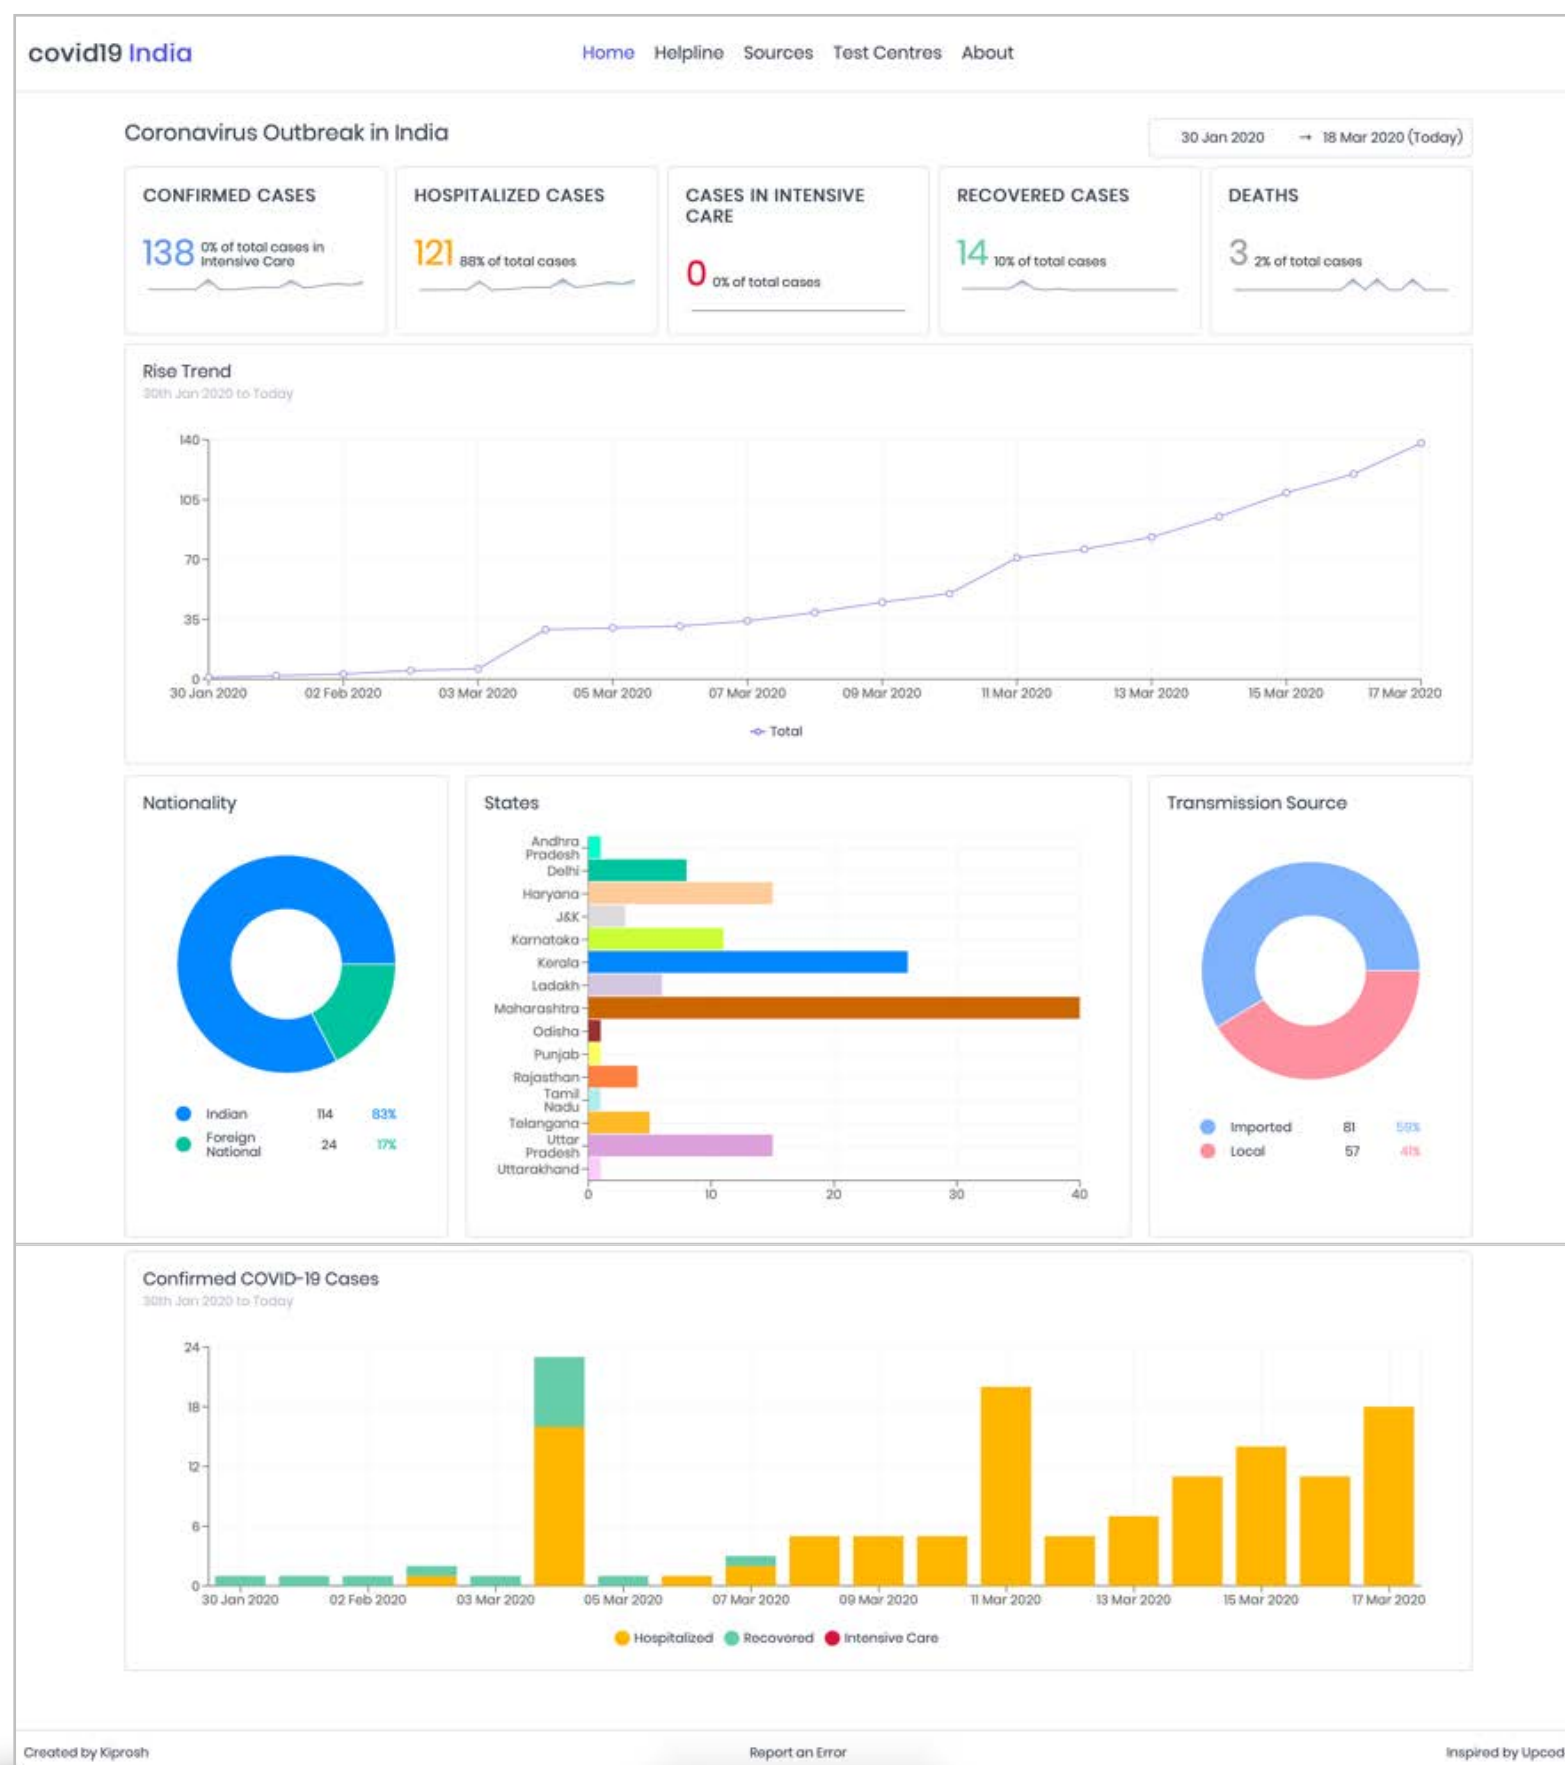 covid19 India
Home Helpline Sources Test Centres About
Coronavirus Outbreak in India
30 Jan 2020 → 18 Mar 2020 (Today)
CONFIRMED CASES
138 0% of total cases in
Intensive Care
HOSPITALIZED CASES
121 88% of total cases
CASES IN INTENSIVE
CARE
0 0% of total cases
RECOVERED CASES
14 10% of total cases
DEATHS
3 2% of total cases
Rise Trend
30th Jan 2020 to Today
140
105
70
35
0
30 Jan 2020 02 Feb 2020 03 Mar 2020 05 Mar 2020 07 Mar 2020 09 Mar 2020 11 Mar 2020 13 Mar 2020 15 Mar 2020 17 Mar 2020
Total
Nationality
Indian 114 83%
Foreign
National 24 17%
States
Andhra
Pradesh
Delhi
Haryana
J&K
Karnataka
Kerala
Ladakh
Maharashtra
Odisha
Punjab
Rajasthan
Tamil
Nadu
Telangana
Uttar
Pradesh
Uttarakhand
0 10 20 30 40
Transmission Source
Imported 81 59%
Local 57 41%
Confirmed COVID-19 Cases
30th Jan 2020 to Today
24
18
12
6
0
30 Jan 2020 02 Feb 2020 03 Mar 2020 05 Mar 2020 07 Mar 2020 09 Mar 2020 11 Mar 2020 13 Mar 2020 15 Mar 2020 17 Mar 2020
Hospitalized Recovered Intensive Care
Created by Kiprosh
Report an Error
Inspired by Upcod